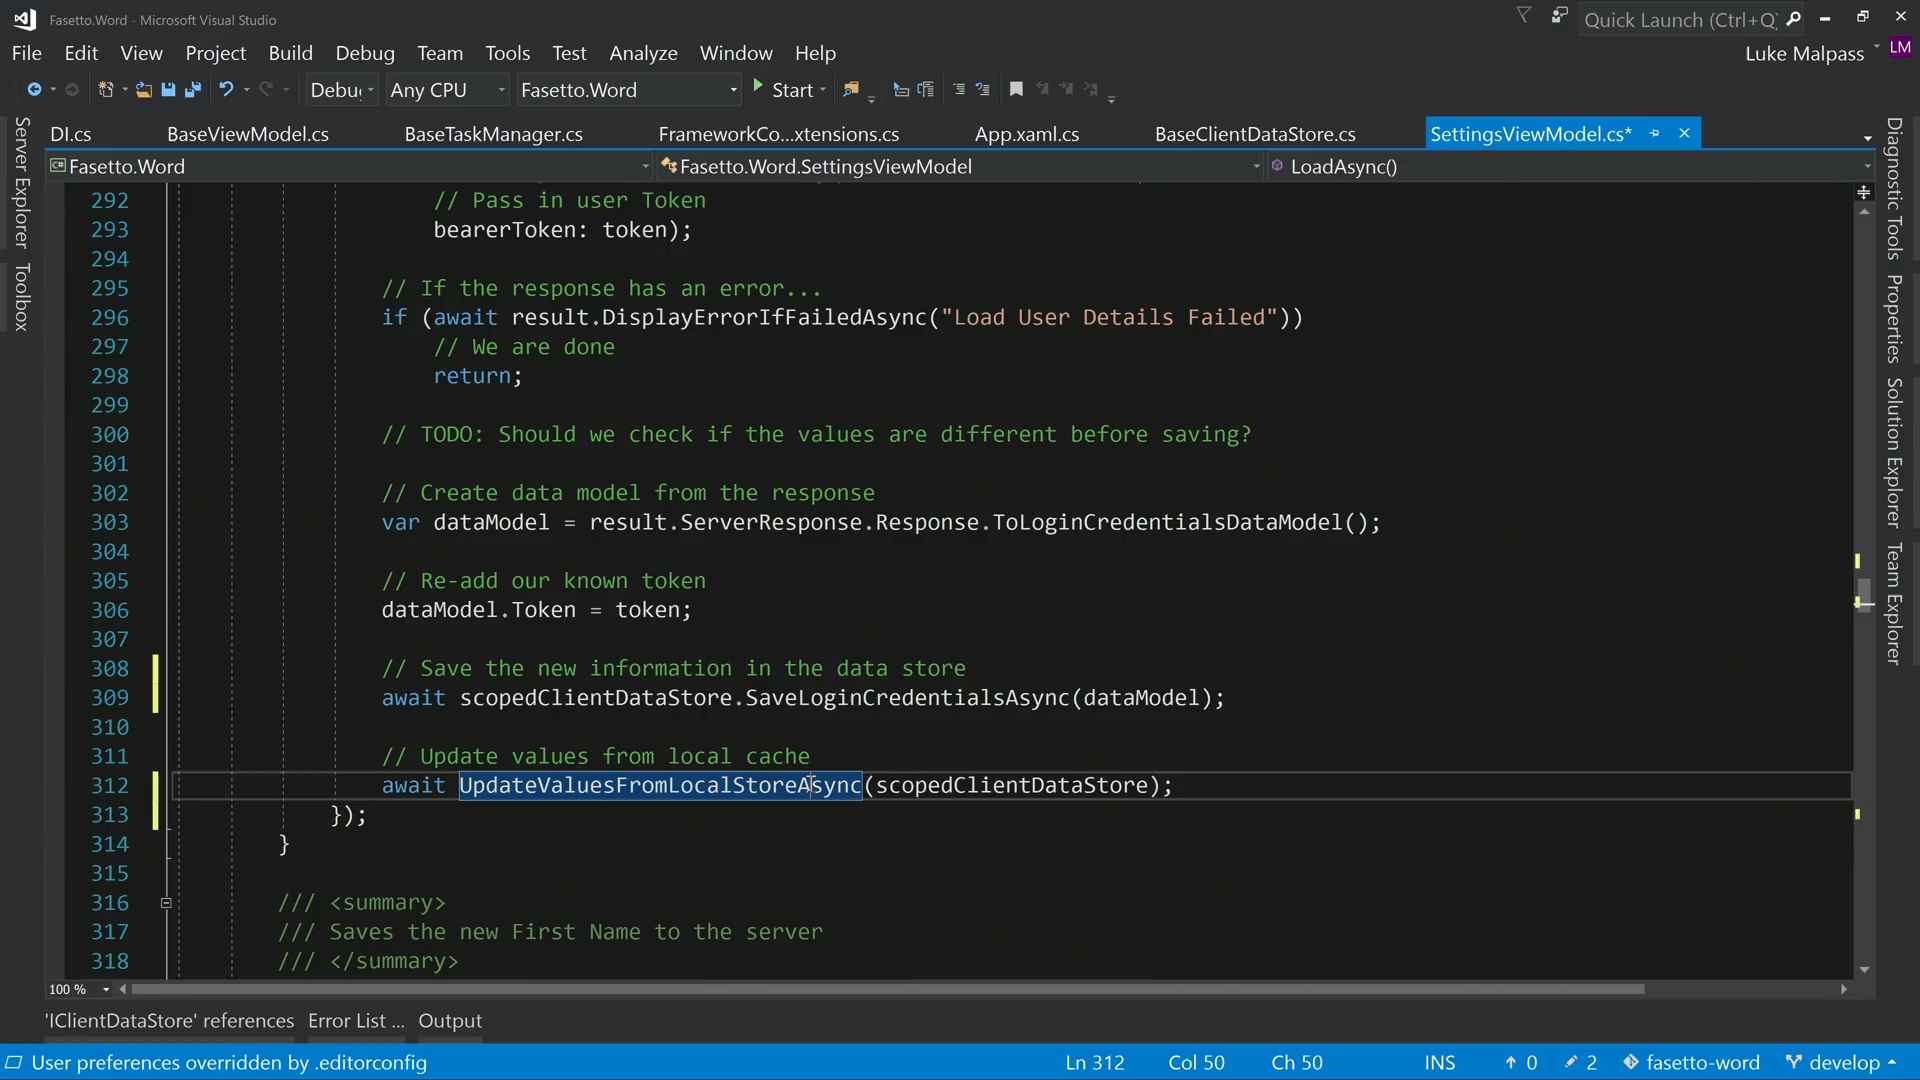 Fasetto.Word - Microsoft Visual Studio
Quick Launch (Ctrl+Q)
File Edit View Project Build Debug Team Tools Test Analyze Window Help
Luke Malpass LM
Debug Any CPU Fasetto.Word Start
DI.cs BaseViewModel.cs BaseTaskManager.cs FrameworkCo...xtensions.cs App.xaml.cs BaseClientDataStore.cs SettingsViewModel.cs*
Fasetto.Word Fasetto.Word.SettingsViewModel LoadAsync()
Server Explorer
Toolbox
292 // Pass in user Token
293 bearerToken: token);
294
295 // If the response has an error...
296 if (await result.DisplayErrorIfFailedAsync("Load User Details Failed"))
297 // We are done
298 return;
299
300 // TODO: Should we check if the values are different before saving?
301
302 // Create data model from the response
303 var dataModel = result.ServerResponse.Response.ToLoginCredentialsDataModel();
304
305 // Re-add our known token
306 dataModel.Token = token;
307
308 // Save the new information in the data store
309 await scopedClientDataStore.SaveLoginCredentialsAsync(dataModel);
310
311 // Update values from local cache
312 await UpdateValuesFromLocalStoreAsync(scopedClientDataStore);
313 });
314 }
315
316 /// <summary>
317 /// Saves the new First Name to the server
318 /// </summary>
Diagnostic Tools
Properties
Solution Explorer
Team Explorer
100 %
'IClientDataStore' references Error List ... Output
User preferences overridden by .editorconfig Ln 312 Col 50 Ch 50 INS 0 2 fasetto-word develop